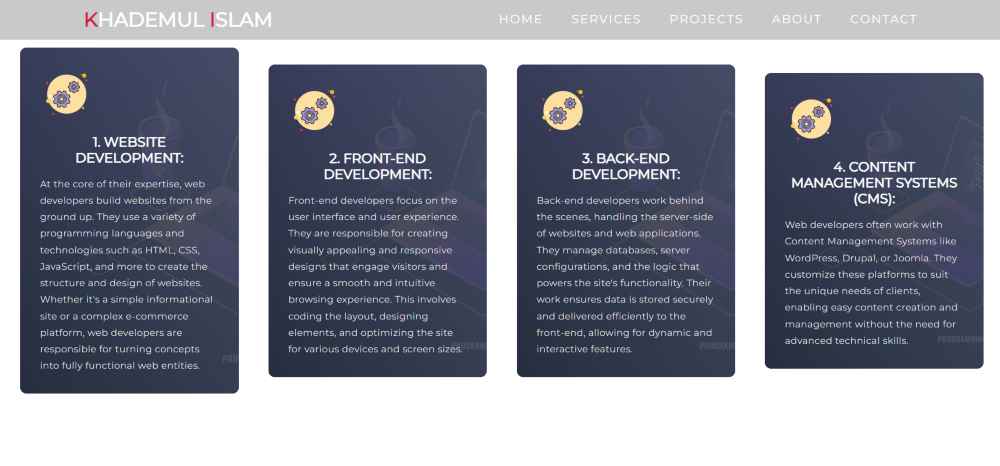 KHADEMUL ISLAM
HOME SERVICES PROJECTS ABOUT CONTACT
1. WEBSITE
DEVELOPMENT:
At the core of their expertise, web
developers build websites from the
ground up. They use a variety of
programming languages and
technologies such as HTML, CSS,
JavaScript, and more to create the
structure and design of websites.
Whether it's a simple informational
site or a complex e-commerce
platform, web developers are
responsible for turning concepts
into fully functional web entities.
2. FRONT-END
DEVELOPMENT:
Front-end developers focus on the
user interface and user experience.
They are responsible for creating
visually appealing and responsive
designs that engage visitors and
ensure a smooth and intuitive
browsing experience. This involves
coding the layout, designing
elements, and optimizing the site
for various devices and screen sizes.
3. BACK-END
DEVELOPMENT:
Back-end developers work behind
the scenes, handling the server-side
of websites and web applications.
They manage databases, server
configurations, and the logic that
powers the site's functionality. Their
work ensures data is stored securely
and delivered efficiently to the
front-end, allowing for dynamic and
interactive features.
4. CONTENT
MANAGEMENT SYSTEMS
(CMS):
Web developers often work with
Content Management Systems like
WordPress, Drupal, or Joomla. They
customize these platforms to suit
the unique needs of clients,
enabling easy content creation and
management without the need for
advanced technical skills.